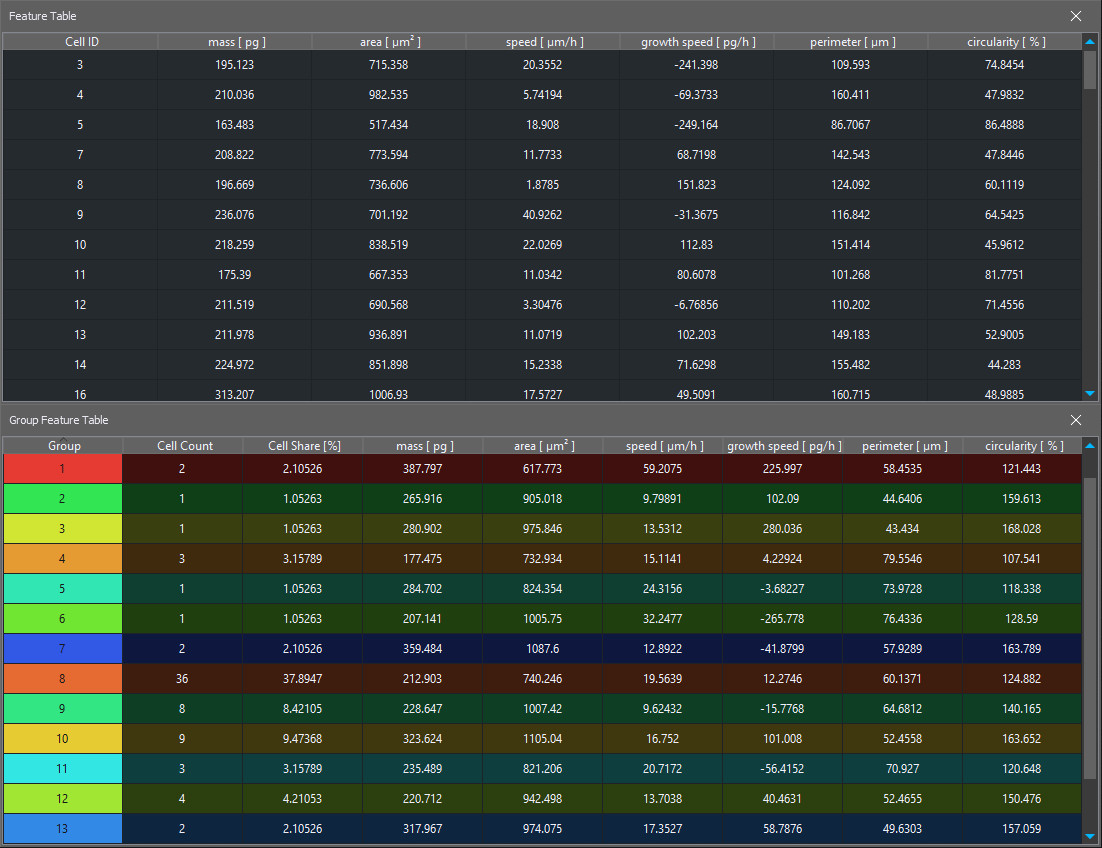 Feature Table
Cell ID mass [ pg ] area [ µm² ] speed [ µm/h ] growth speed [ pg/h ] perimeter [ µm ] circularity [ % ]
3 195.123 715.358 20.3552 -241.398 109.593 74.8454
4 210.036 982.535 5.74194 -69.3733 160.411 47.9832
5 163.483 517.434 18.908 -249.164 86.7067 86.4888
7 208.822 773.594 11.7733 68.7198 142.543 47.8446
8 196.669 736.606 1.8785 151.823 124.092 60.1119
9 236.076 701.192 40.9262 -31.3675 116.842 64.5425
10 218.259 838.519 22.0269 112.83 151.414 45.9612
11 175.39 667.353 11.0342 80.6078 101.268 81.7751
12 211.519 690.568 3.30476 -6.76856 110.202 71.4556
13 211.978 936.891 11.0719 102.203 149.183 52.9005
14 224.972 851.898 15.2338 71.6298 155.482 44.283
16 313.207 1006.93 17.5727 49.5091 160.715 48.9885
Group Feature Table
Group Cell Count Cell Share [%] mass [ pg ] area [ µm² ] speed [ µm/h ] growth speed [ pg/h ] perimeter [ µm ] circularity [ % ]
1 2 2.10526 387.797 617.773 59.2075 225.997 58.4535 121.443
2 1 1.05263 265.916 905.018 9.79891 102.09 44.6406 159.613
3 1 1.05263 280.902 975.846 13.5312 280.036 43.434 168.028
4 3 3.15789 177.475 732.934 15.1141 4.22924 79.5546 107.541
5 1 1.05263 284.702 824.354 24.3156 -3.68227 73.9728 118.338
6 1 1.05263 207.141 1005.75 32.2477 -265.778 76.4336 128.59
7 2 2.10526 359.484 1087.6 12.8922 -41.8799 57.9289 163.789
8 36 37.8947 212.903 740.246 19.5639 12.2746 60.1371 124.882
9 8 8.42105 228.647 1007.42 9.62432 -15.7768 64.6812 140.165
10 9 9.47368 323.624 1105.04 16.752 101.008 52.4558 163.652
11 3 3.15789 235.489 821.206 20.7172 -56.4152 70.927 120.648
12 4 4.21053 220.712 942.498 13.7038 40.4631 52.4655 150.476
13 2 2.10526 317.967 974.075 17.3527 58.7876 49.6303 157.059